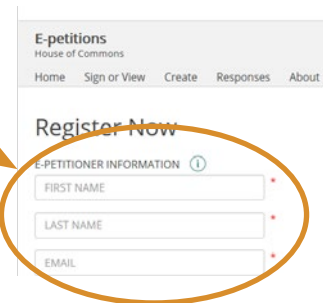 E-petitions
House of Commons
Home Sign or View Create Responses About
Register Now
E-PETITIONER INFORMATION i
FIRST NAME *
LAST NAME *
EMAIL *